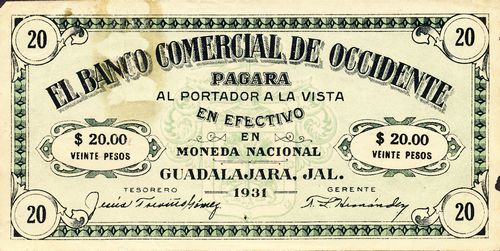 20 20
EL BANCO COMERCIAL DE OCCIDENTE
PAGARA
AL PORTADOR A LA VISTA
EN EFECTIVO
EN
MONEDA NACIONAL
$ 20.00
VEINTE PESOS
$ 20.00
VEINTE PESOS
GUADALAJARA, JAL.
TESORERO 1931 GERENTE
20 20